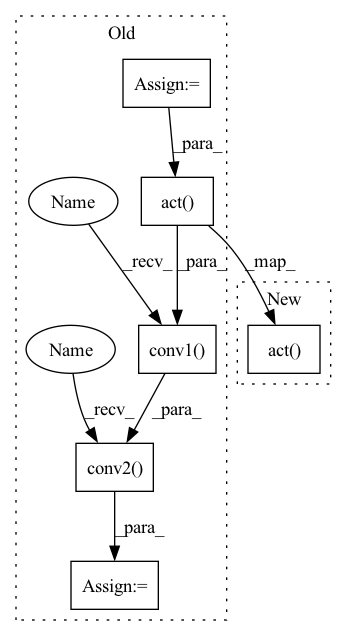 Old
Assign:=
_para_
Name
act()
_recv_
_para_
_map_
New
Name
conv1()
act()
_recv_
_para_
conv2()
_para_
Assign:=